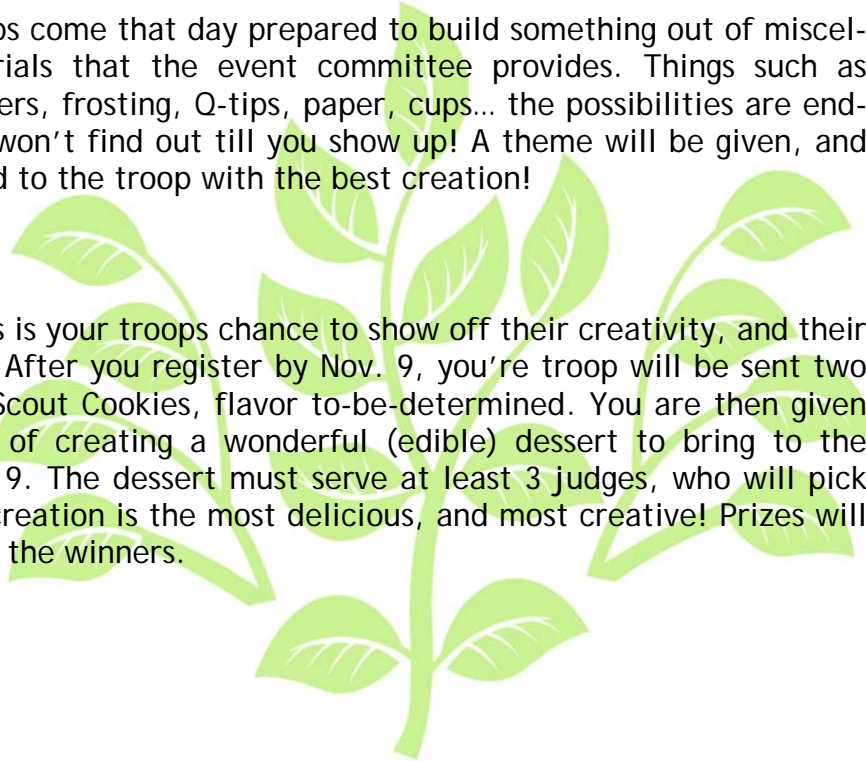 ps come that day prepared to build something out of miscel-
rials that the event committee provides. Things such as
ers, frosting, Q-tips, paper, cups… the possibilities are end-
won’t find out till you show up! A theme will be given, and
d to the troop with the best creation!
s is your troops chance to show off their creativity, and their
After you register by Nov. 9, you’re troop will be sent two
Scout Cookies, flavor to-be-determined. You are then given
of creating a wonderful (edible) dessert to bring to the
9. The dessert must serve at least 3 judges, who will pick
creation is the most delicious, and most creative! Prizes will
the winners.